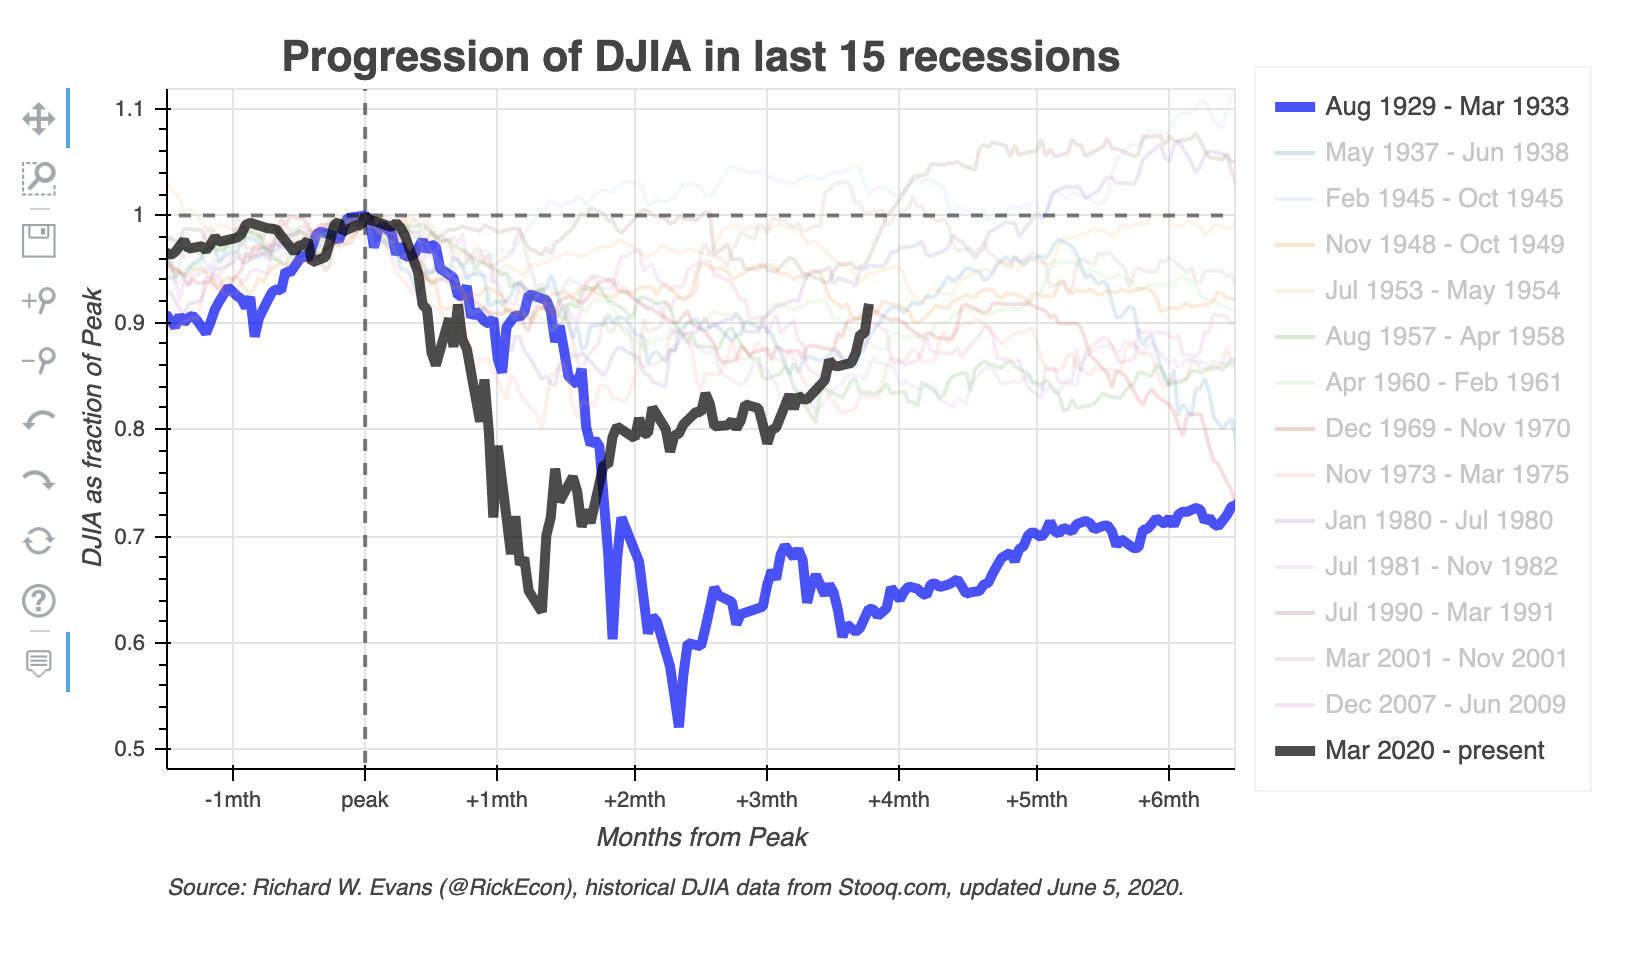 Progression of DJIA in last 15 recessions
DJIA as fraction of Peak
1.1
1
0.9
0.8
0.7
0.6
0.5
-1mth
peak
+1mth
+2mth
+3mth
+4mth
+5mth
+6mth
Months from Peak
Aug 1929 - Mar 1933
May 1937 - Jun 1938
Feb 1945 - Oct 1945
Nov 1948 - Oct 1949
Jul 1953 - May 1954
Aug 1957 - Apr 1958
Apr 1960 - Feb 1961
Dec 1969 - Nov 1970
Nov 1973 - Mar 1975
Jan 1980 - Jul 1980
Jul 1981 - Nov 1982
Jul 1990 - Mar 1991
Mar 2001 - Nov 2001
Dec 2007 - Jun 2009
Mar 2020 - present
Source: Richard W. Evans (@RickEcon), historical DJIA data from Stooq.com, updated June 5, 2020.